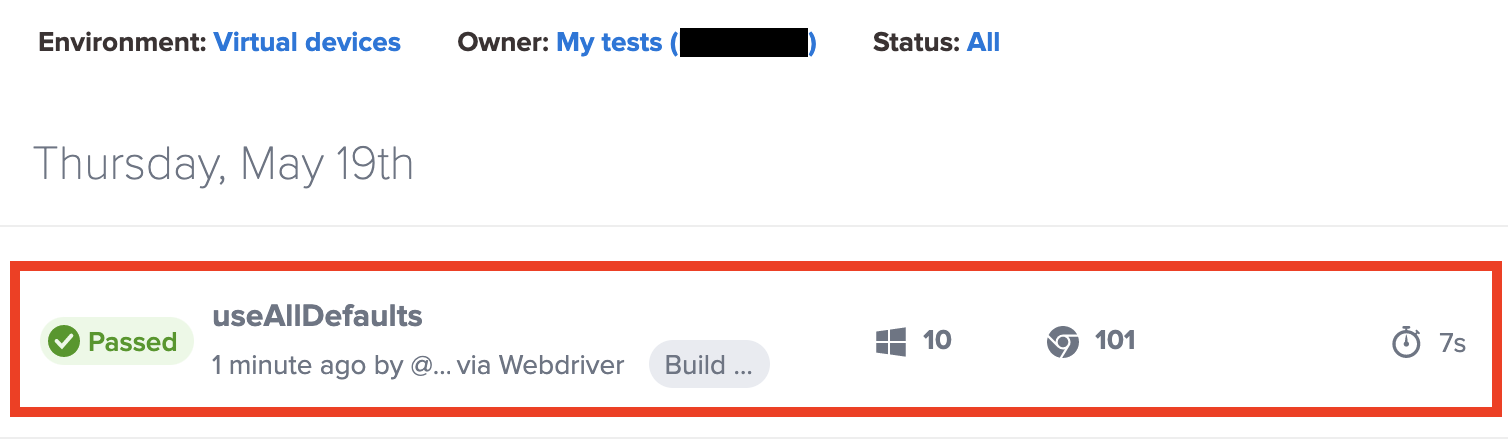 Environment: Virtual devices Owner: My tests ( ) Status: All
Thursday, May 19th
Passed useAllDefaults 10 101 7s
1 minute ago by @... via Webdriver Build ...